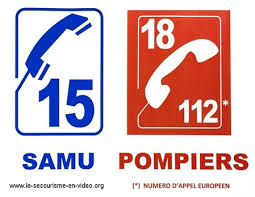 15
18
112*
SAMU POMPIERS
www.le-secourisme-en-video.org
(*) NUMERO D'APPEL EUROPEEN